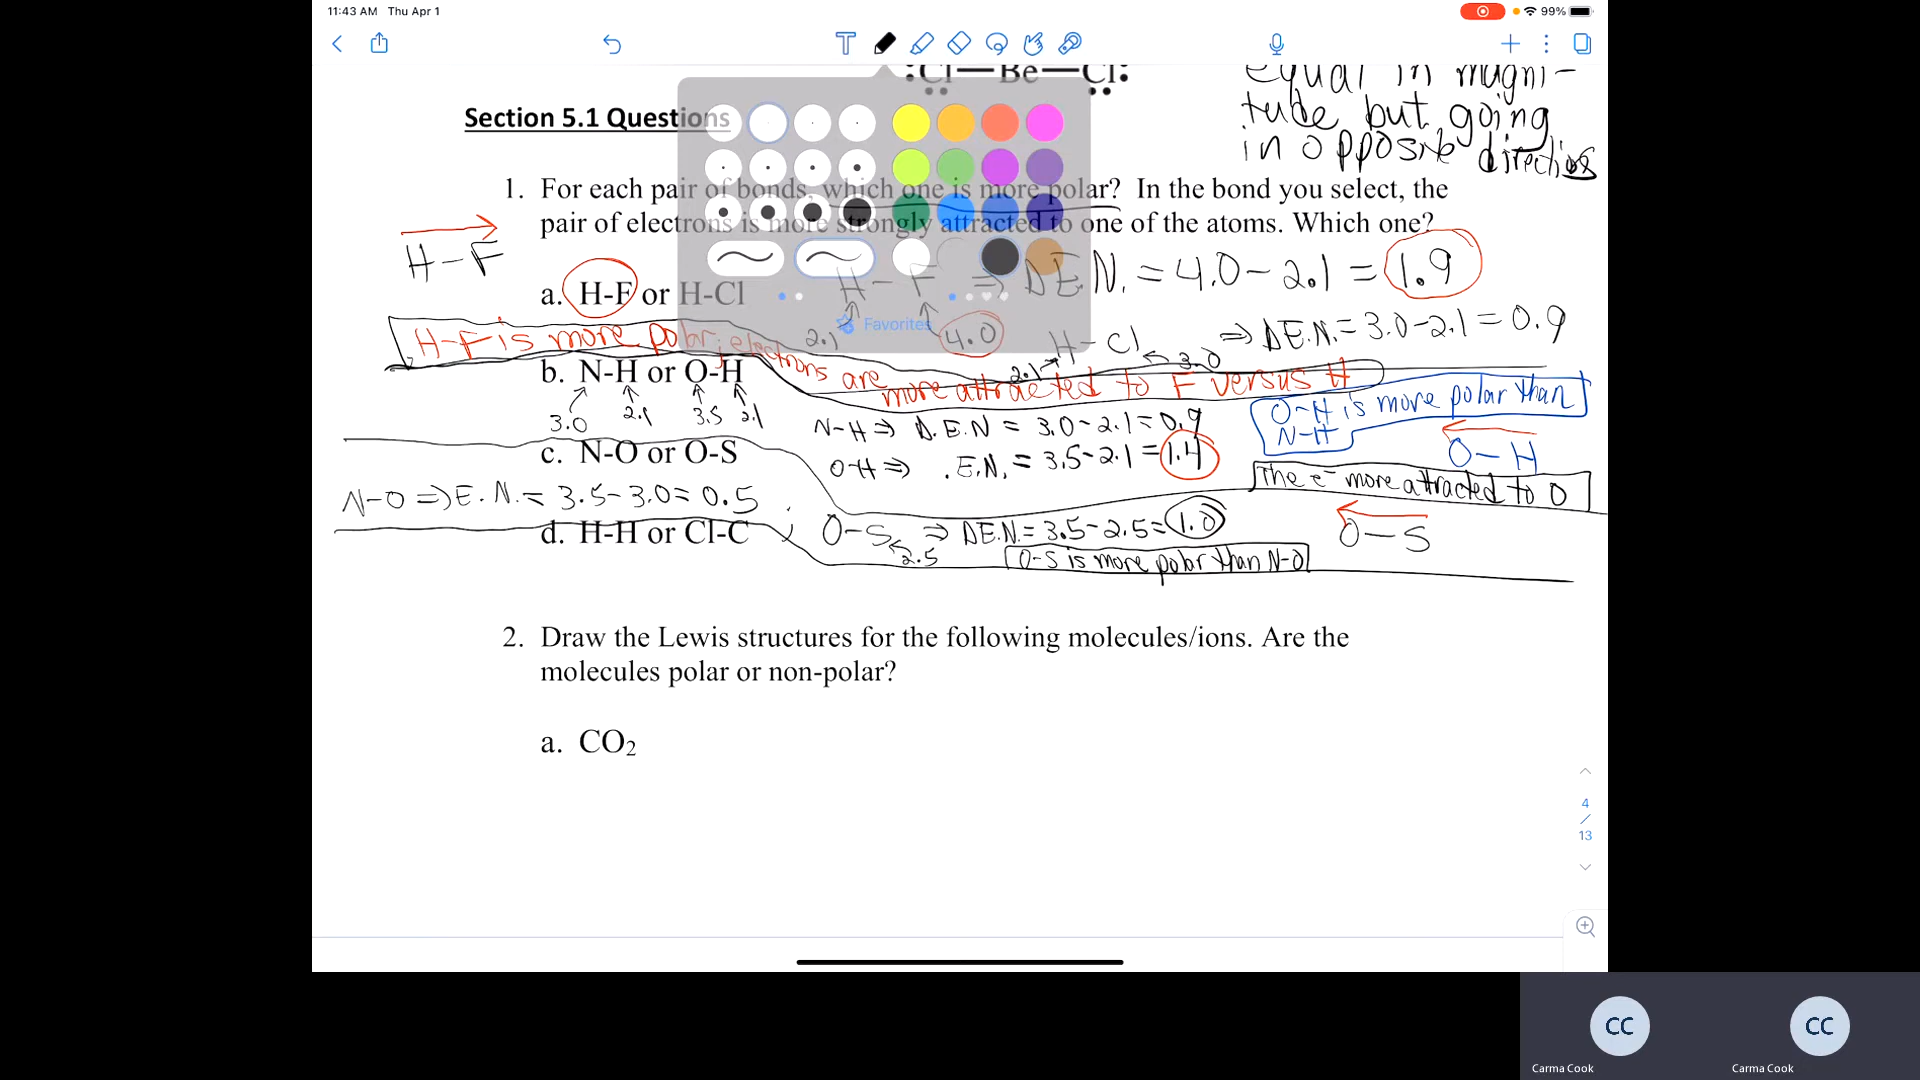 11:43 AM Thu Apr 1
99%
:Cl—Be—Cl:
equal in magni-
tude but going
in opposite directions
Section 5.1 Questions
1. For each pair of bonds, which one is more polar? In the bond you select, the
pair of electrons is more strongly attracted to one of the atoms. Which one?
H-F
a. H-F or H-Cl
H-F ⇒ Δ E.N. = 4.0-2.1 = 1.9
2.1
4.0
Favorites
H-Cl ⇒ Δ E.N. = 3.0-2.1 = 0.9
2.1
3.0
H-F is more polar; electrons are
more attracted to F versus H
b. N-H or O-H
3.0 2.1 3.5 2.1
N-H ⇒ Δ.E.N = 3.0-2.1=0.9
O-H ⇒ .E.N. = 3.5-2.1=1.4
O-H is more polar than
N-H
O-H
The e⁻ more attracted to O
c. N-O or O-S
N-O ⇒ E.N. = 3.5-3.0=0.5 ;
O-S ⇒ ΔE.N.= 3.5-2.5=1.0
2.5
O-S is more polar than N-O
O-S
d. H-H or Cl-C
2. Draw the Lewis structures for the following molecules/ions. Are the
molecules polar or non-polar?
a. CO₂
4
/
13
CC
CC
Carma Cook
Carma Cook